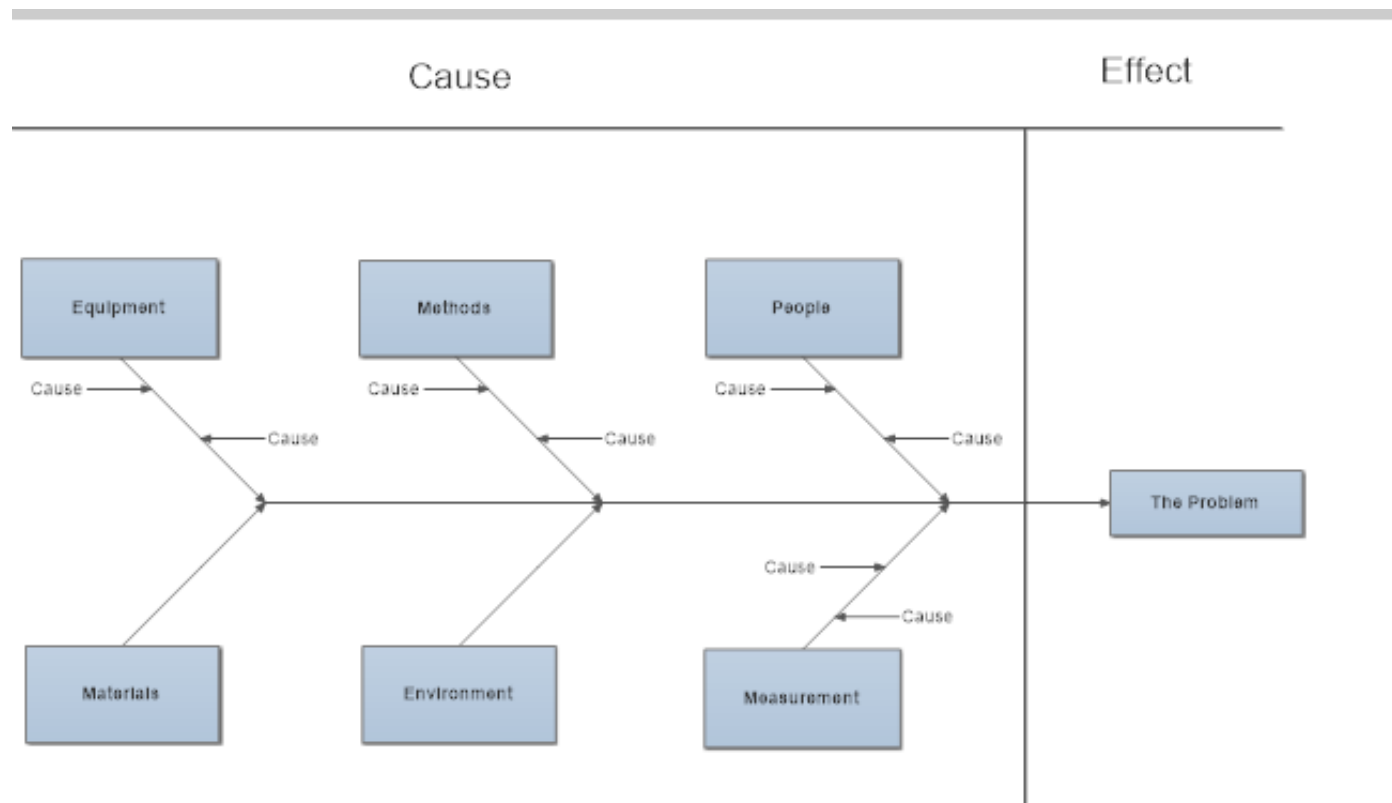 Cause
Effect
Equipment
Methods
People
Cause
Cause
Cause
Cause
Cause
Cause
The Problem
Cause
Cause
Materials
Environment
Measurement